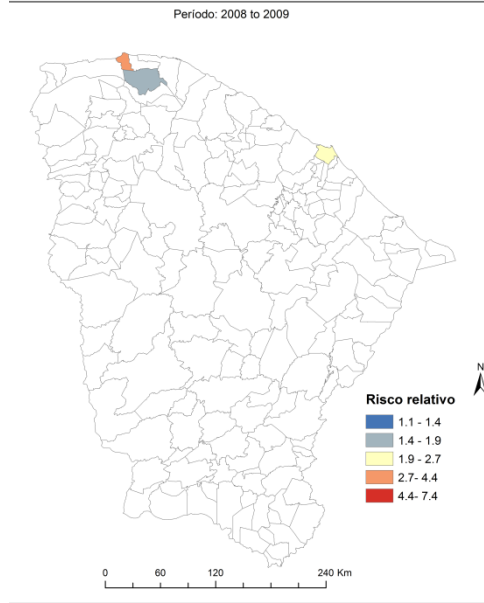 Período: 2008 to 2009
N
Risco relativo
1.1 - 1.4
1.4 - 1.9
1.9 - 2.7
2.7- 4.4
4.4- 7.4
0 60 120 240 Km